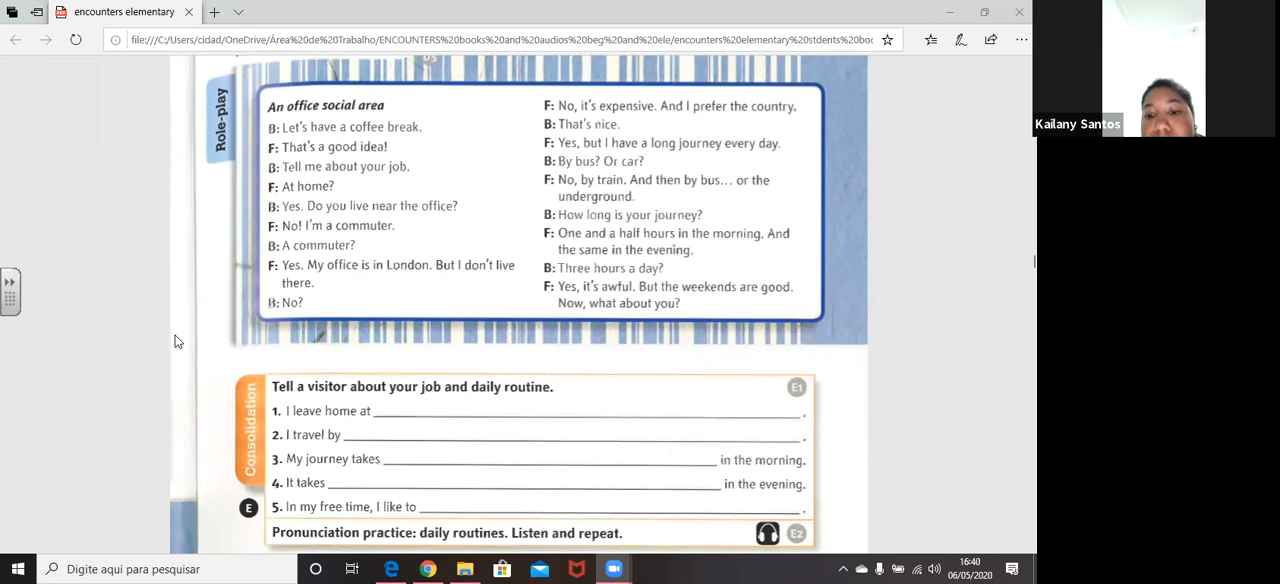 encounters elementary
file:///C:/Users/cidad/OneDrive/Área%20de%20Trabalho/ENCOUNTERS%20books%20and%20audios%20beg%20and%20ele/encounters%20elementary%20stdents%20boc
Role-play
An office social area
B: Let's have a coffee break.
F: That's a good idea!
B: Tell me about your job.
F: At home?
B: Yes. Do you live near the office?
F: No! I'm a commuter.
B: A commuter?
F: Yes. My office is in London. But I don't live
there.
B: No?
F: No, it's expensive. And I prefer the country.
B: That's nice.
F: Yes, but I have a long journey every day.
B: By bus? Or car?
F: No, by train. And then by bus... or the
underground.
B: How long is your journey?
F: One and a half hours in the morning. And
the same in the evening.
B: Three hours a day?
F: Yes, it's awful. But the weekends are good.
Now, what about you?
Kailany Santos
Consolidation
Tell a visitor about your job and daily routine.
E1
1. I leave home at .
2. I travel by .
3. My journey takes in the morning.
4. It takes in the evening.
E
5. In my free time, I like to .
Pronunciation practice: daily routines. Listen and repeat.
E2
Digite aqui para pesquisar
16:40
06/05/2020